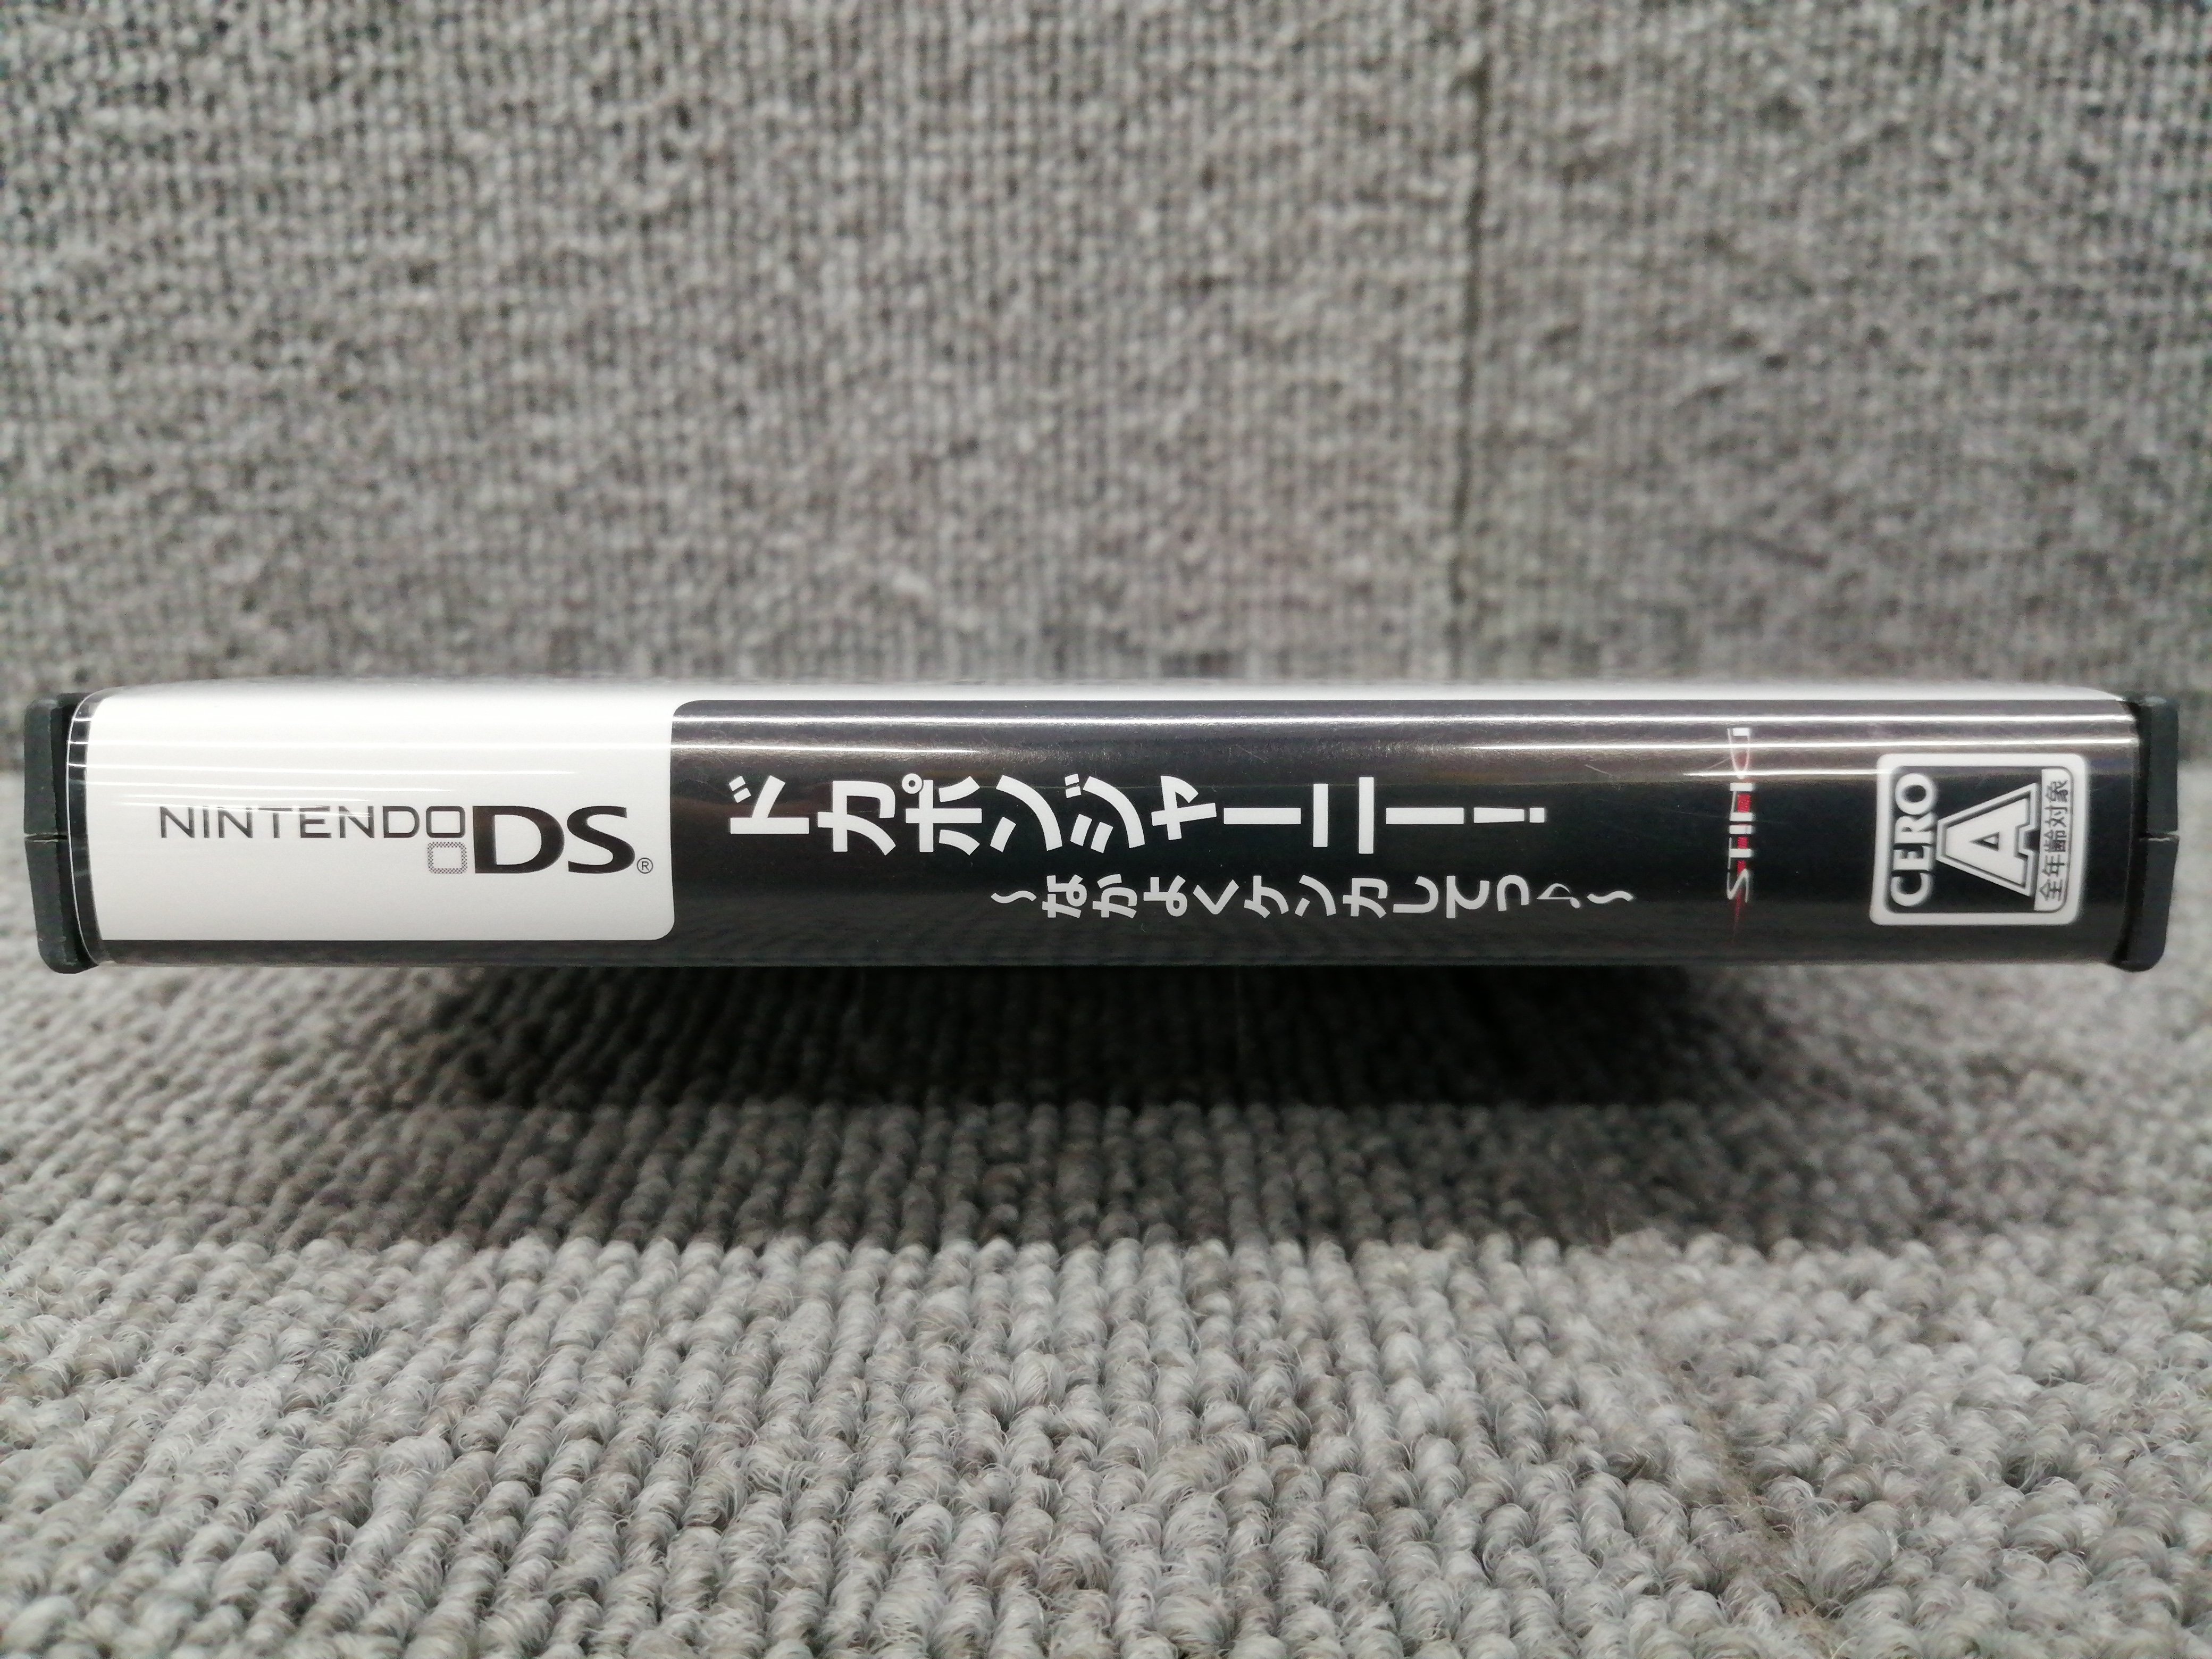 NINTENDO DS®
ドカポンジャーニー!
～なかよくケンカしてっ♪～
STING
CERO
A
全年齢対象